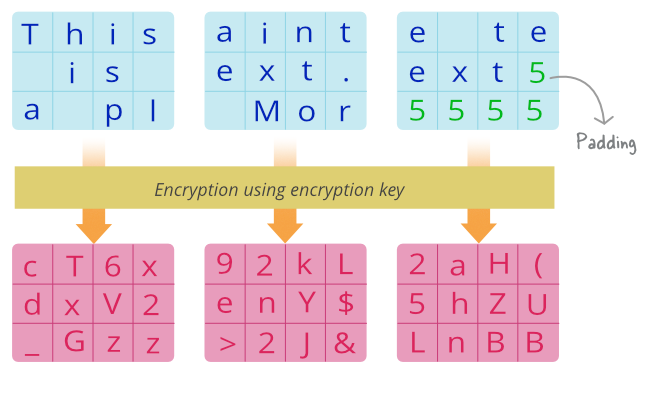 T h i s
i s
a p l
a i n t
e x t .
M o r
e t e
e x t 5
5 5 5 5
Padding
Encryption using encryption key
c T 6 x
d x V 2
_ G z z
9 2 k L
e n Y $
> 2 J &
2 a H (
5 h Z U
L n B B